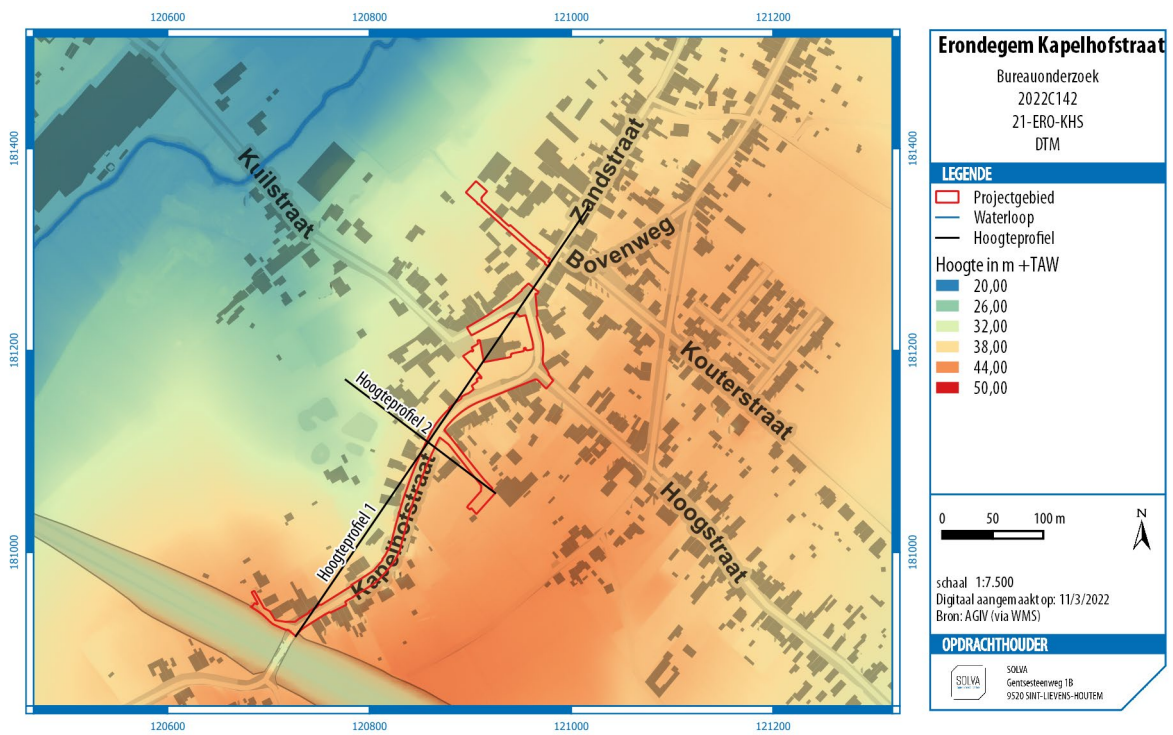 120600
120800
121000
121200
181400
181200
181000
181400
181200
181000
120600
120800
121000
121200
Kuilstraat
Zandstraat
Bovenweg
Kouterstraat
Hoogstraat
Kapelhofstraat
Hoogteprofiel 2
Hoogteprofiel 1
Erondegem Kapelhofstraat
Bureauonderzoek
2022C142
21-ERO-KHS
DTM
LEGENDE
Projectgebied
Waterloop
Hoogteprofiel
Hoogte in m +TAW
20,00
26,00
32,00
38,00
44,00
50,00
0 50 100 m
N
schaal 1:7.500
Digitaal aangemaakt op: 11/3/2022
Bron: AGIV (via WMS)
OPDRACHTHOUDER
SOLVA
SOLVA
Gentsesteenweg 1B
9520 SINT-LIEVENS-HOUTEM